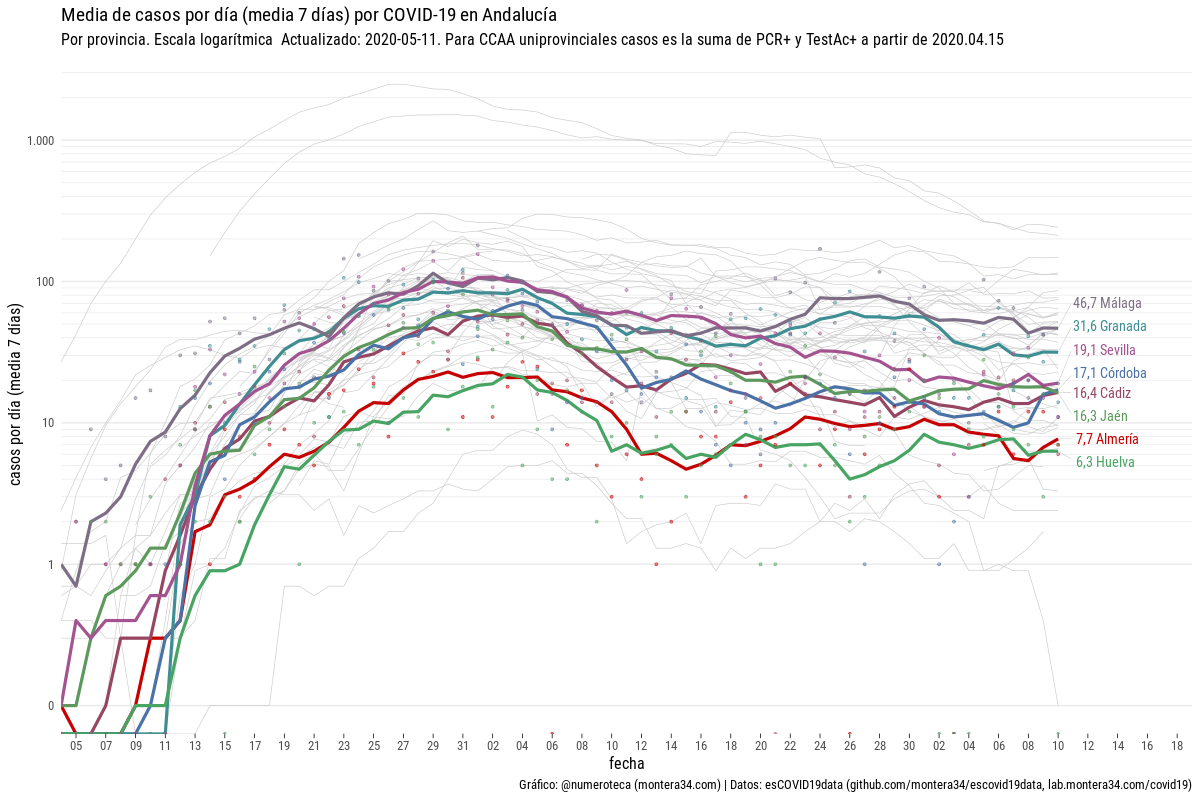 Media de casos por día (media 7 días) por COVID-19 en Andalucía
Por provincia. Escala logarítmica  Actualizado: 2020-05-11. Para CCAA uniprovinciales casos es la suma de PCR+ y TestAc+ a partir de 2020.04.15
casos por día (media 7 días)
1.000
100
10
1
0
46,7 Málaga
31,6 Granada
19,1 Sevilla
17,1 Córdoba
16,4 Cádiz
16,3 Jaén
7,7 Almería
6,3 Huelva
05 07 09 11 13 15 17 19 21 23 25 27 29 31 02 04 06 08 10 12 14 16 18 20 22 24 26 28 30 02 04 06 08 10 12 14 16 18
fecha
Gráfico: @numeroteca (montera34.com) | Datos: esCOVID19data (github.com/montera34/escovid19data, lab.montera34.com/covid19)